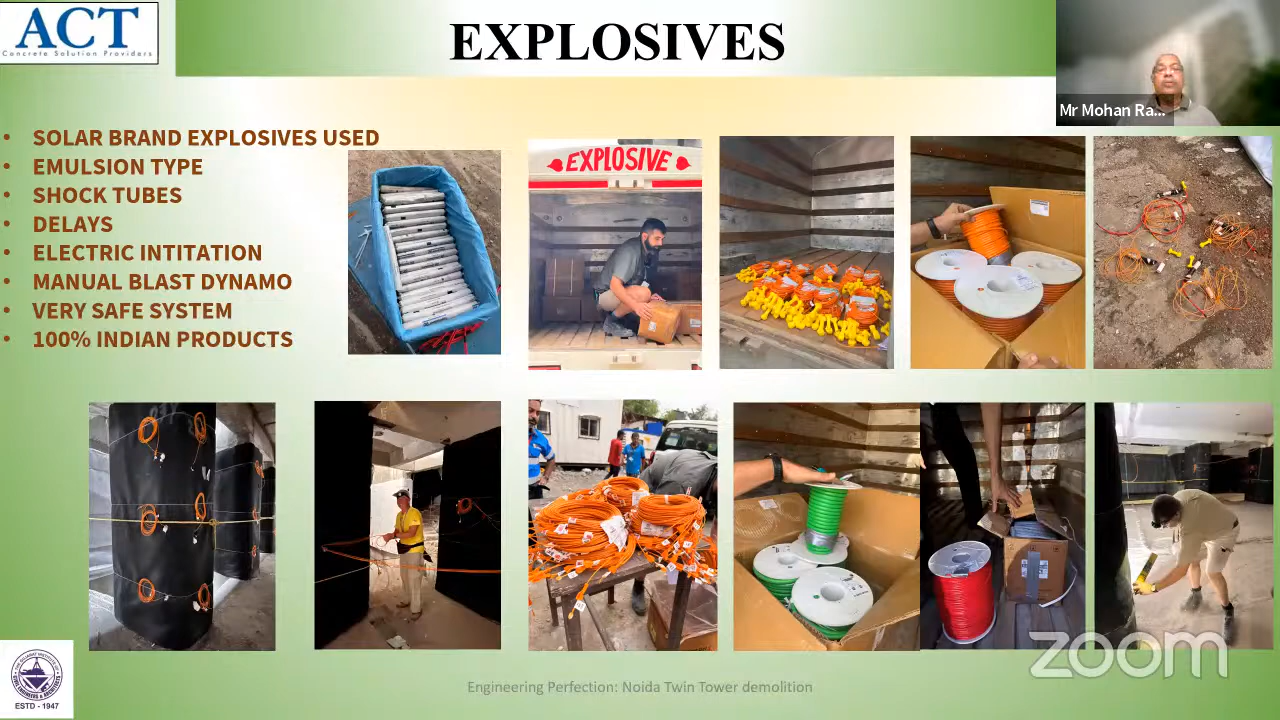 ACT
Concrete Solution Providers
EXPLOSIVES
Mr Mohan Ra...
• SOLAR BRAND EXPLOSIVES USED
• EMULSION TYPE
• SHOCK TUBES
• DELAYS
• ELECTRIC INTITATION
• MANUAL BLAST DYNAMO
• VERY SAFE SYSTEM
• 100% INDIAN PRODUCTS
EXPLOSIVE
EXPLOSIVE
zoom
ESTD - 1947
Engineering Perfection: Noida Twin Tower demolition